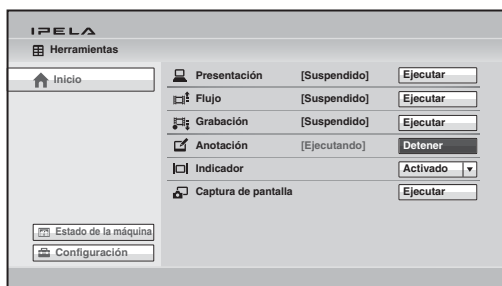 IPELA
Herramientas
Inicio
Presentación [Suspendido] Ejecutar
Flujo [Suspendido] Ejecutar
Grabación [Suspendido] Ejecutar
Anotación [Ejecutando] Detener
Indicador Activado
Captura de pantalla Ejecutar
Estado de la máquina
Configuración